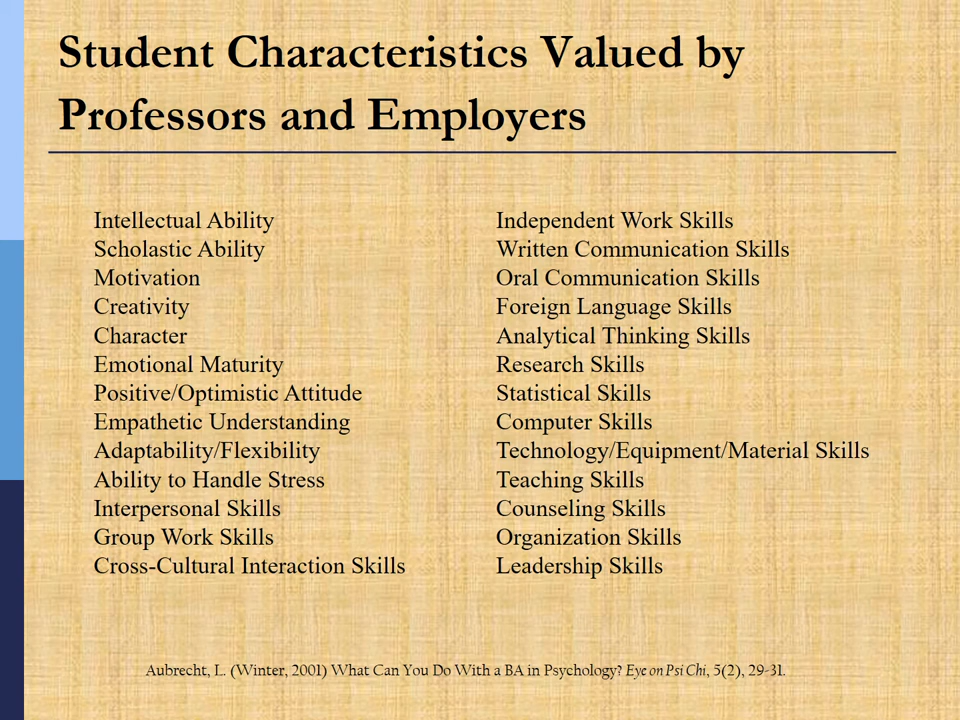 Student Characteristics Valued by
Professors and Employers
Intellectual Ability
Scholastic Ability
Motivation
Creativity
Character
Emotional Maturity
Positive/Optimistic Attitude
Empathetic Understanding
Adaptability/Flexibility
Ability to Handle Stress
Interpersonal Skills
Group Work Skills
Cross-Cultural Interaction Skills
Independent Work Skills
Written Communication Skills
Oral Communication Skills
Foreign Language Skills
Analytical Thinking Skills
Research Skills
Statistical Skills
Computer Skills
Technology/Equipment/Material Skills
Teaching Skills
Counseling Skills
Organization Skills
Leadership Skills
Aubrecht, L. (Winter, 2001) What Can You Do With a BA in Psychology? Eye on Psi Chi, 5(2), 29-31.